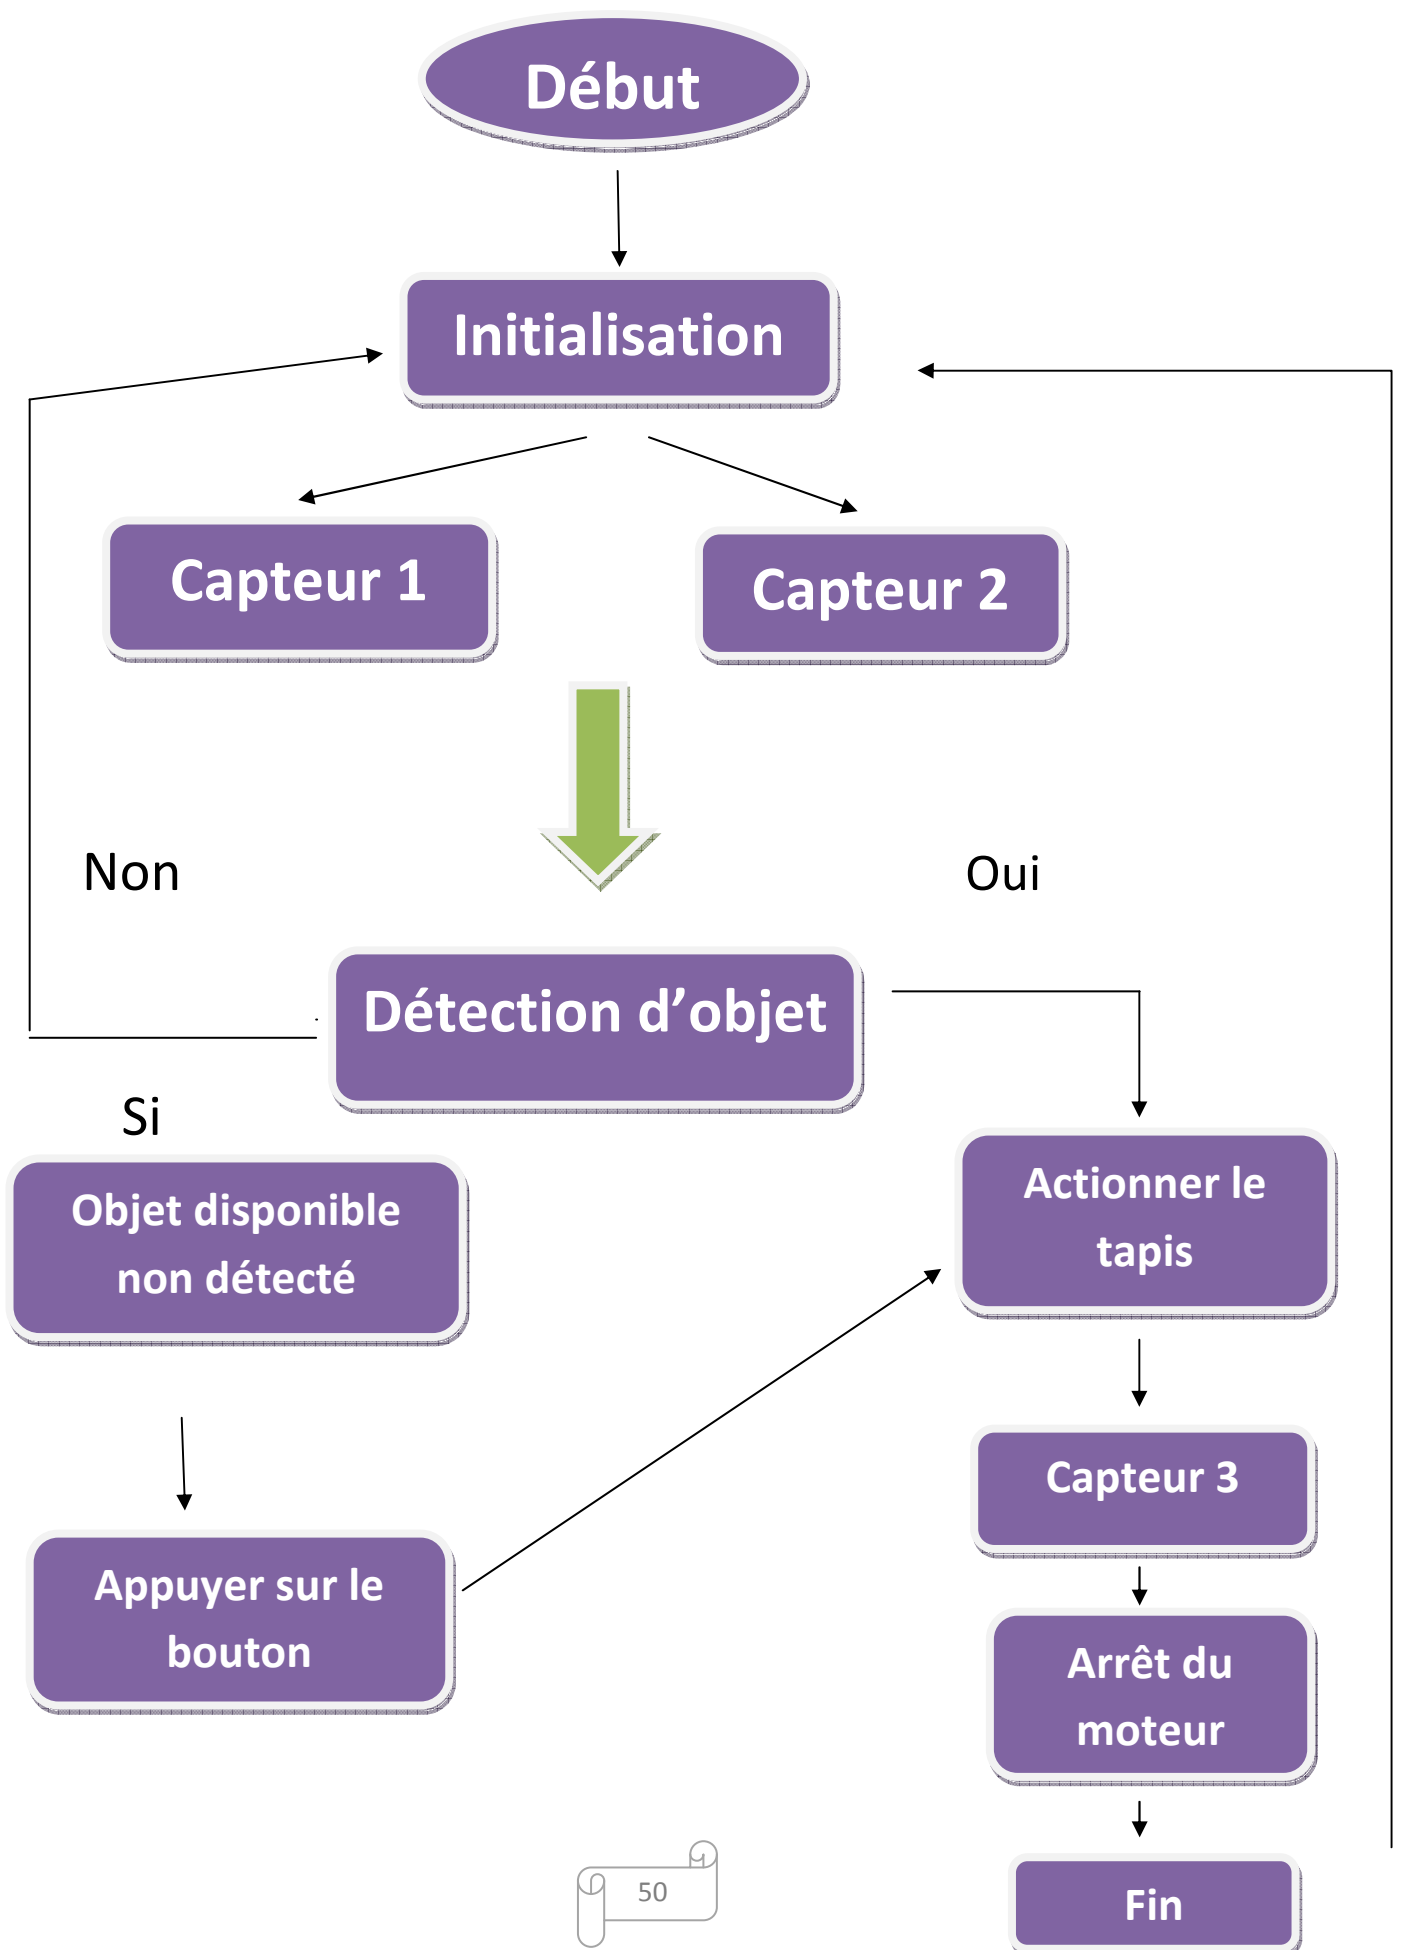 Début
Initialisation
Capteur 1
Capteur 2
Non
Oui
Détection d’objet
Si
Objet disponible
non détecté
Actionner le
tapis
Capteur 3
Appuyer sur le
bouton
Arrêt du
moteur
50
Fin